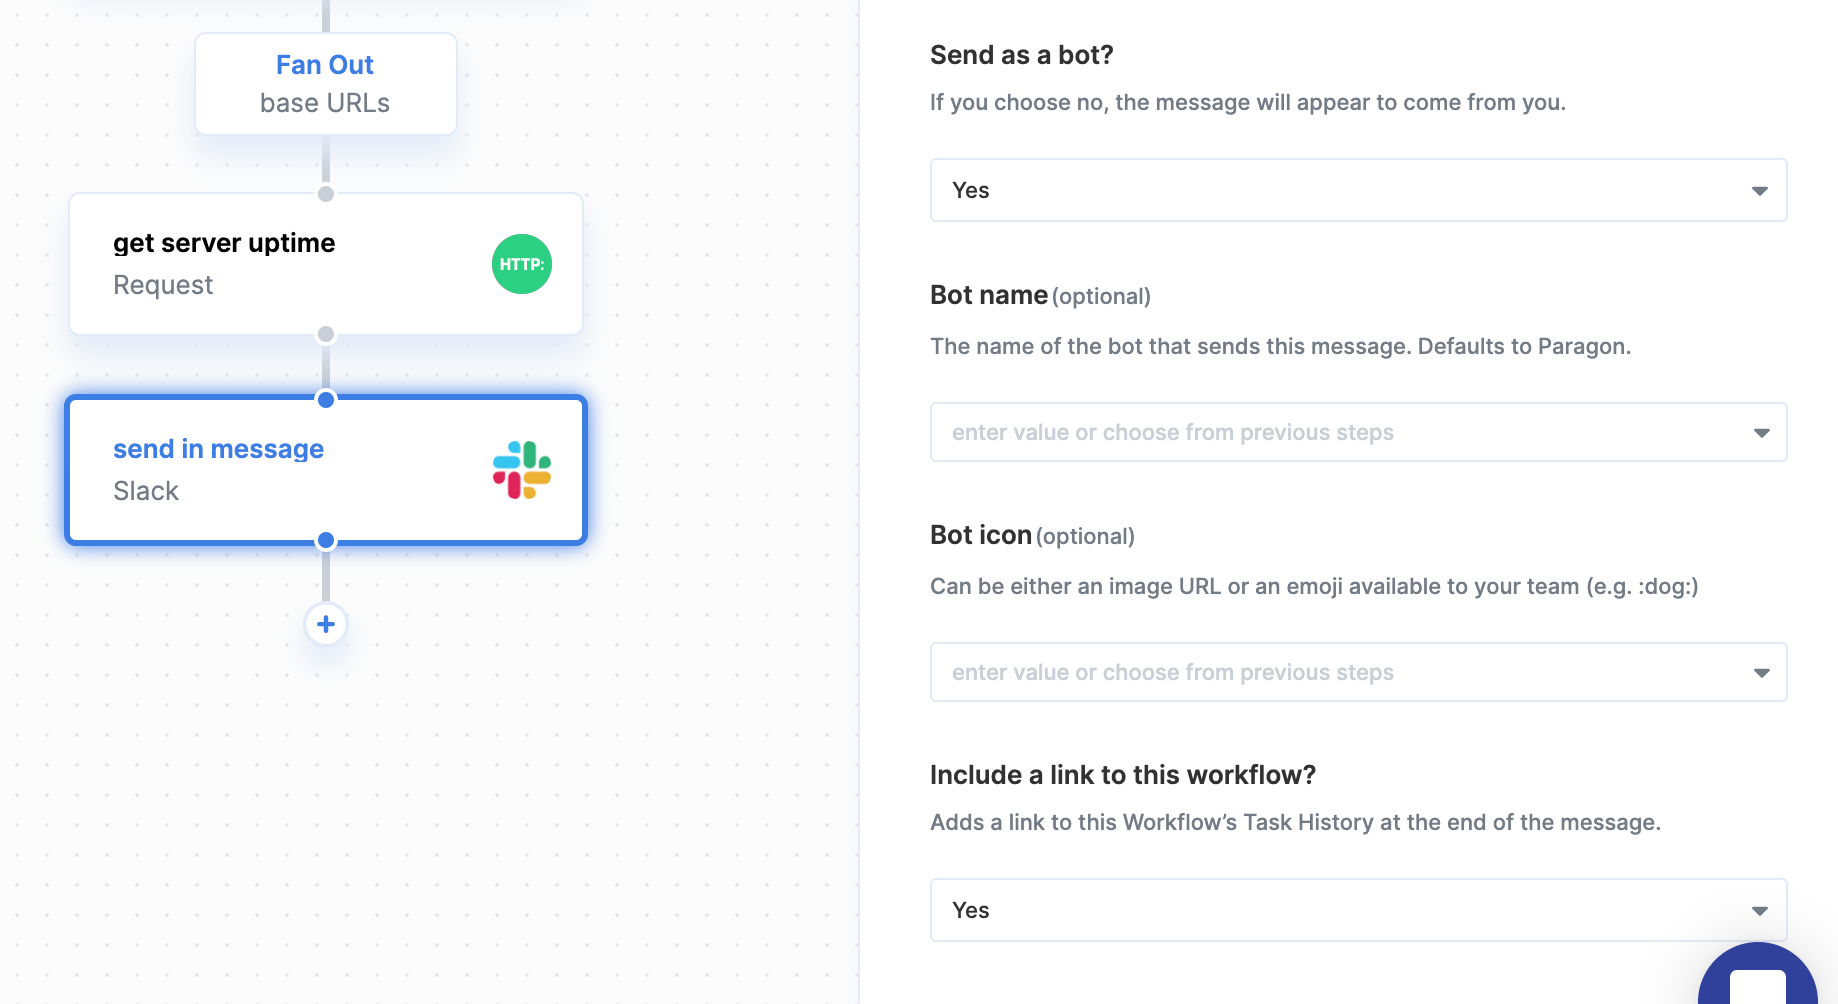 Fan Out
base URLs
get server uptime
Request
HTTP:
send in message
Slack
Send as a bot?
If you choose no, the message will appear to come from you.
Yes
Bot name (optional)
The name of the bot that sends this message. Defaults to Paragon.
enter value or choose from previous steps
Bot icon (optional)
Can be either an image URL or an emoji available to your team (e.g. :dog:)
enter value or choose from previous steps
Include a link to this workflow?
Adds a link to this Workflow’s Task History at the end of the message.
Yes